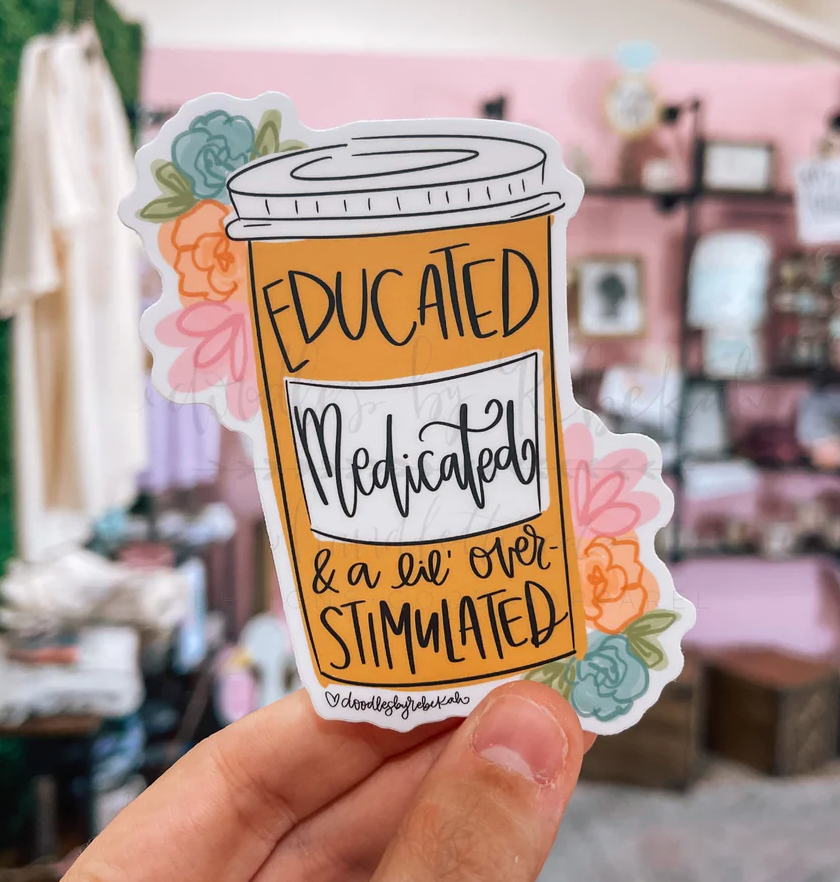 EDUCATED
Medicated
& a lil' over-
STIMULATED
♡doodlesbyrebekah